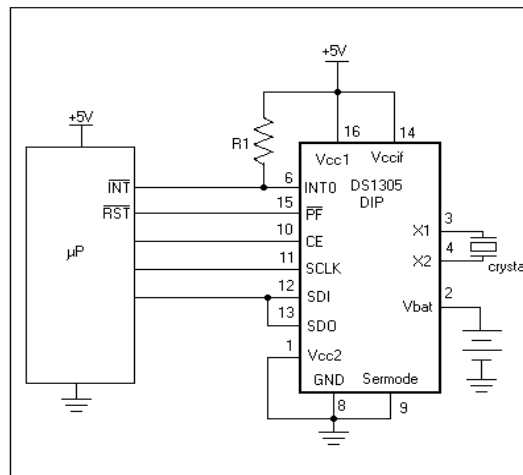 +5V
+5V
16
14
R1
Vcc1
Vccif
6
INT
INT0
DS1305
DIP
15
RST
PF
3
X1
10
CE
4
µP
X2
crysta
11
SCLK
12
SDI
2
Vbat
13
SDO
1
Vcc2
GND
Sermode
8
9